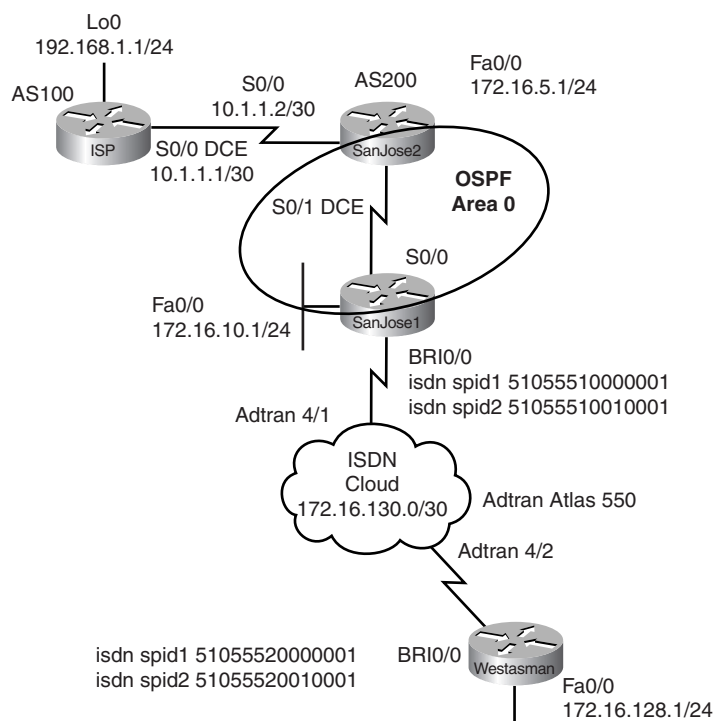 Lo0
192.168.1.1/24
AS100
ISP
S0/0
10.1.1.2/30
S0/0 DCE
10.1.1.1/30
AS200
SanJose2
Fa0/0
172.16.5.1/24
OSPF
Area 0
S0/1 DCE
S0/0
SanJose1
Fa0/0
172.16.10.1/24
BRI0/0
isdn spid1 51055510000001
isdn spid2 51055510010001
Adtran 4/1
ISDN
Cloud
172.16.130.0/30
Adtran Atlas 550
Adtran 4/2
isdn spid1 51055520000001
isdn spid2 51055520010001
BRI0/0
Westasman
Fa0/0
172.16.128.1/24